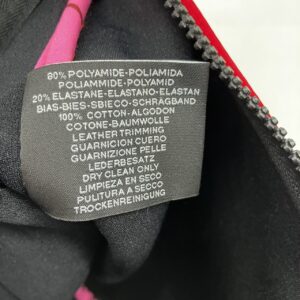 80% POLYAMIDE-POLIAMIDA
POLIAMMIDE-POLYAMID
20% ELASTANE-ELASTANO-ELASTAN
BIAS-BIES-SBIECO-SCHRAGBAND
100% COTTON-ALGODON
COTONE-BAUMWOLLE
LEATHER TRIMMING
GUARNICION CUERO
GUARNIZIONE PELLE
LEDERBESATZ
DRY CLEAN ONLY
LIMPIEZA EN SECO
PULITURA A SECCO
TROCKENREINIGUNG